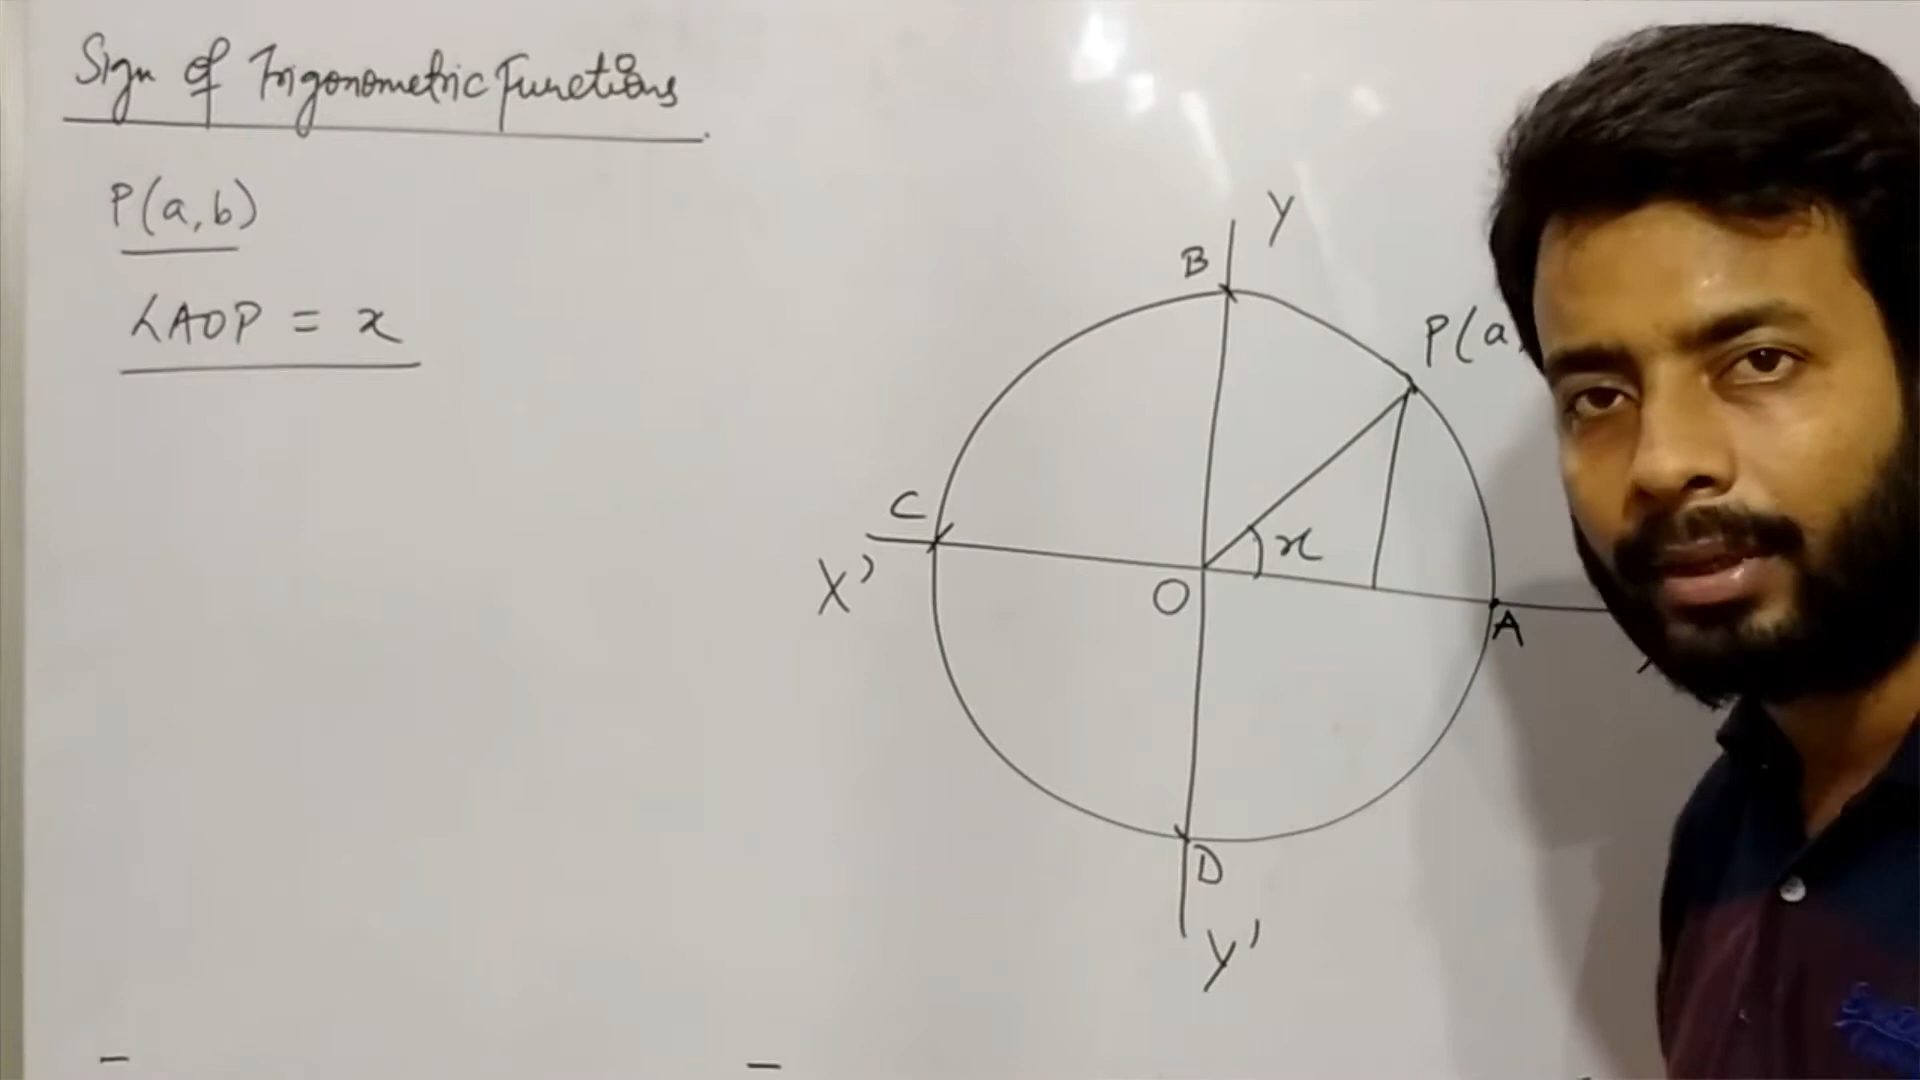 Sign of Trigonometric Functions
P(a,b)
∠AOP = x
Y
B
P(a,
C
x
X'
O
A
D
Y'